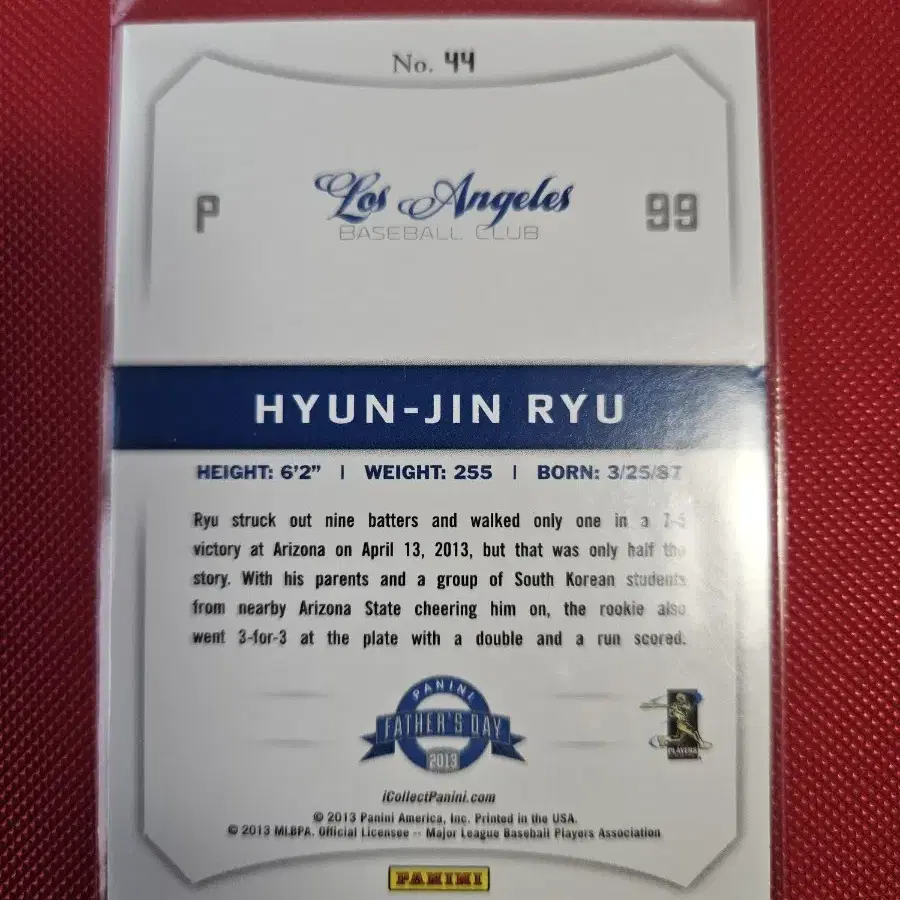 No. 44
P
Los Angeles
BASEBALL CLUB
99
HYUN-JIN RYU
HEIGHT: 6'2" | WEIGHT: 255 | BORN: 3/25/87
Ryu struck out nine batters and walked only one in a 7-5
victory at Arizona on April 13, 2013, but that was only half the
story. With his parents and a group of South Korean students
from nearby Arizona State cheering him on, the rookie also
went 3-for-3 at the plate with a double and a run scored.
PANINI
FATHER'S DAY
2013
PLAYERS
iCollectPanini.com
© 2013 Panini America, Inc. Printed in the USA.
© 2013 MLBPA. Official Licensee -- Major League Baseball Players Association
PANINI